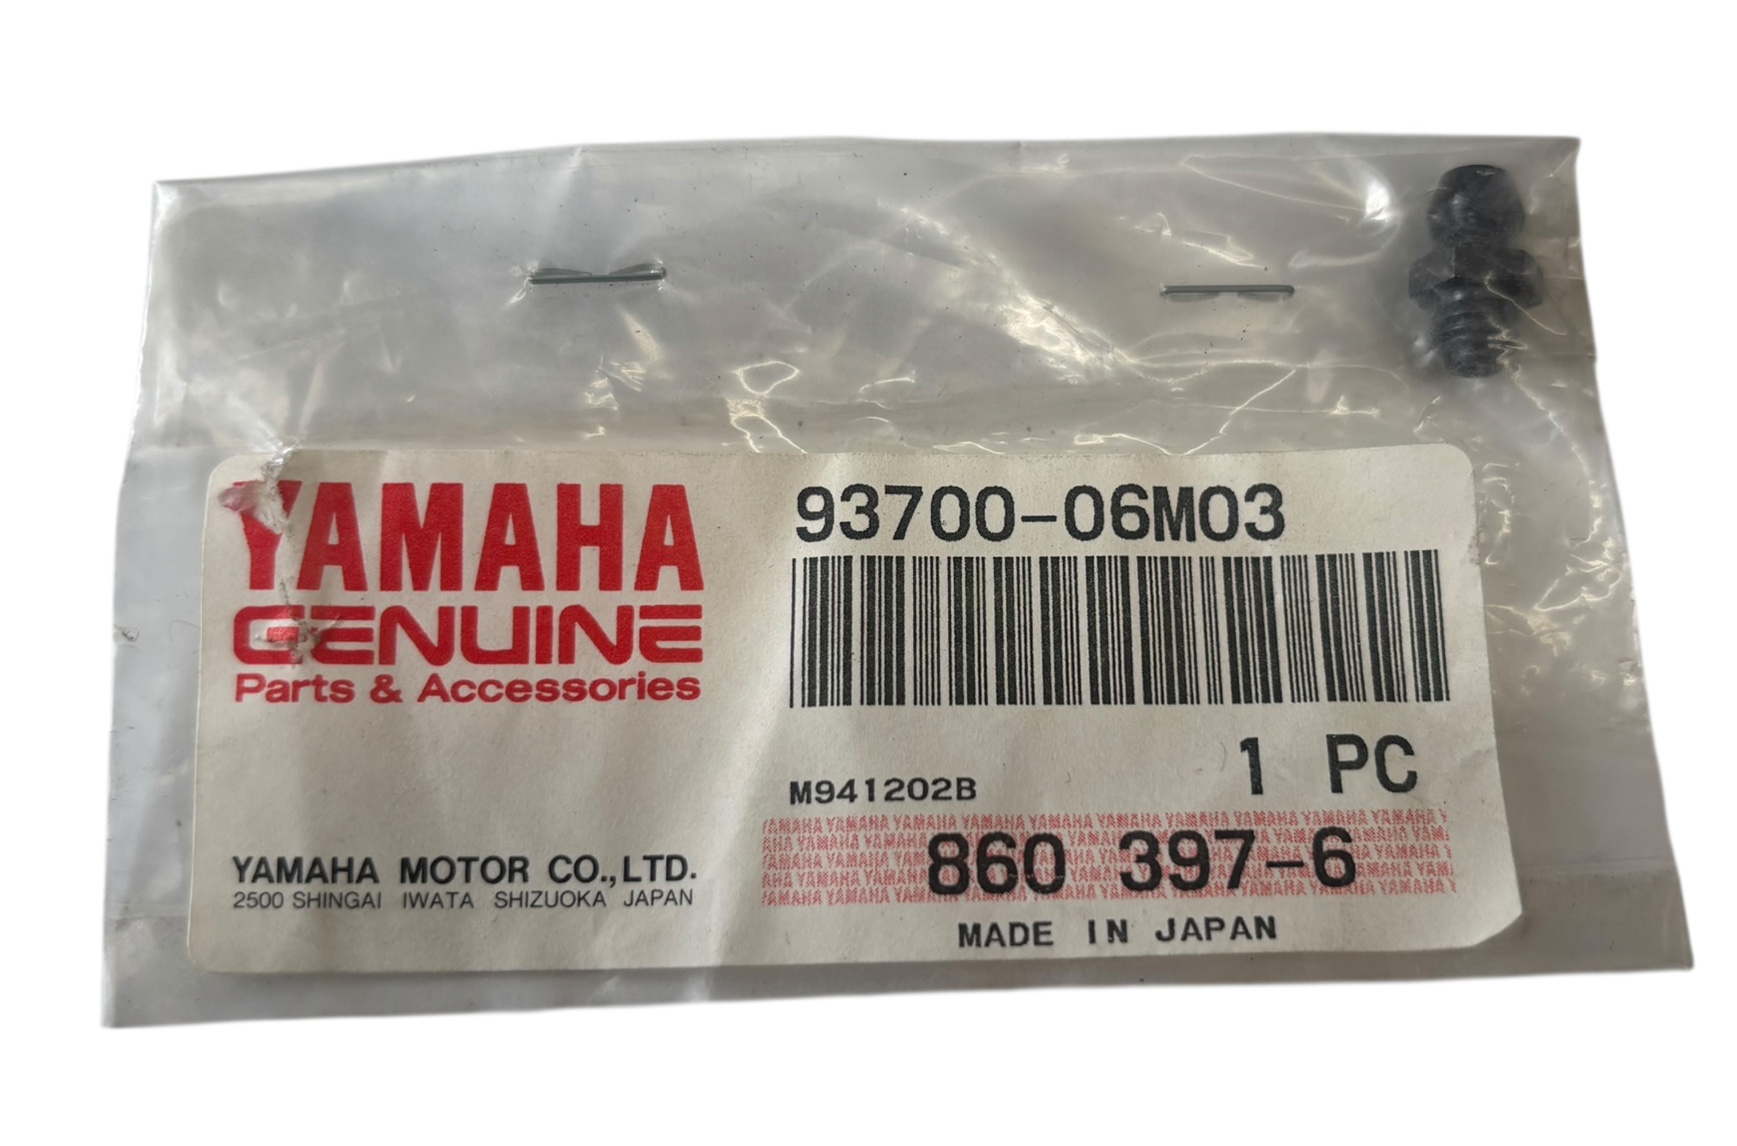 YAMAHA
GENUINE
Parts & Accessories
YAMAHA MOTOR CO.,LTD.
2500 SHINGAI IWATA SHIZUOKA JAPAN
93700-06M03
1 PC
M941202B
860 397-6
MADE IN JAPAN